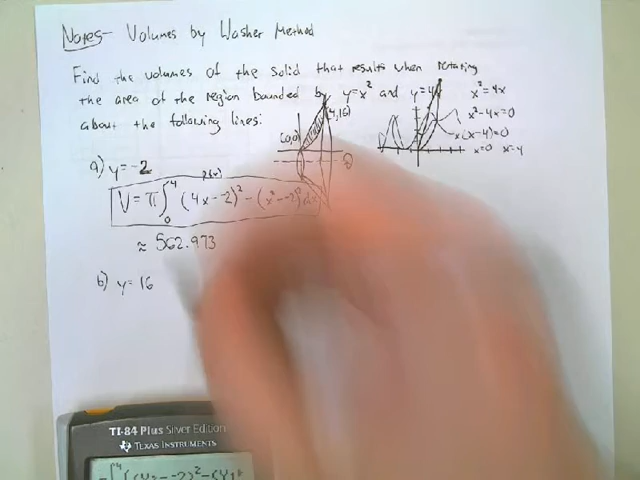 Notes- Volumes by Washer Method
Find the volumes of the solid that results when rotating
the area of the region bounded by y=x² and y=4
about the following lines:
x²=4x
x²-4x=0
x(x-4)=0
x=0 x=4
(4,16)
(0,0)
a) y=-2
V = π∫₀⁴ (4x--2)² - (x²--2)² dx
≈ 562.973
b) y=16
TI-84 Plus Silver Edition
TEXAS INSTRUMENTS